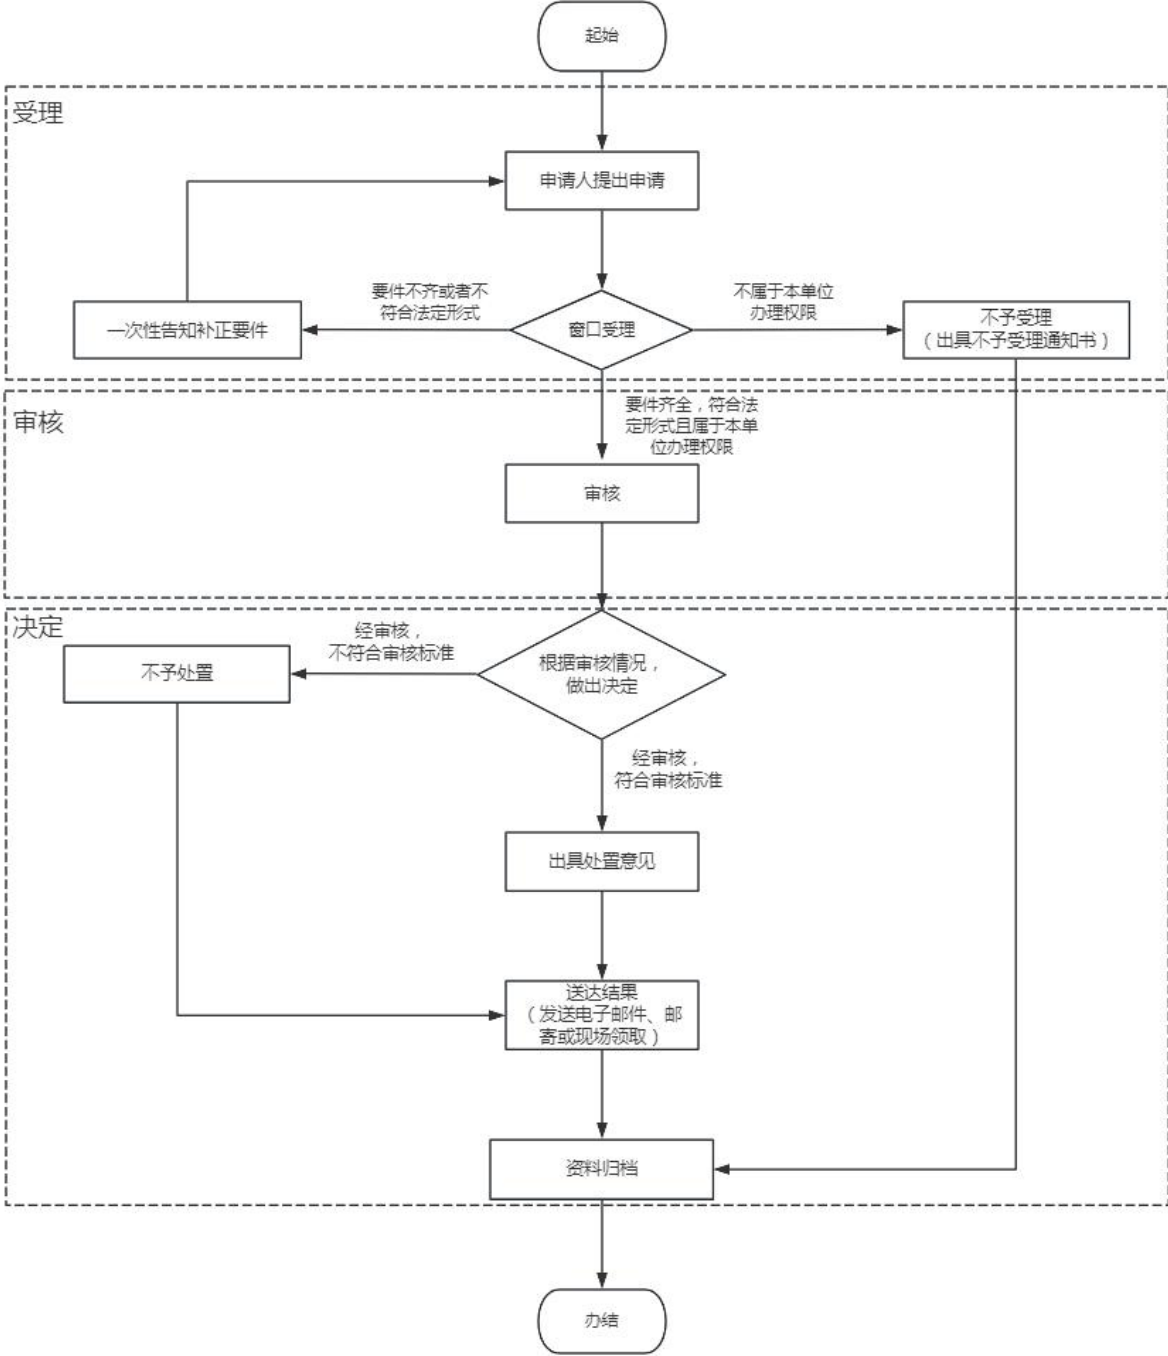 起始
受理
申请人提出申请
要件不齐或者不
符合法定形式
不属于本单位
办理权限
一次性告知补正要件
窗口受理
不予受理
（出具不予受理通知书）
审核
要件齐全，符合法
定形式且属于本单
位办理权限
审核
决定
经审核，
不符合审核标准
不予处置
根据审核情况，
做出决定
经审核，
符合审核标准
出具处置意见
送达结果
（发送电子邮件、邮
寄或现场领取）
资料归档
办结